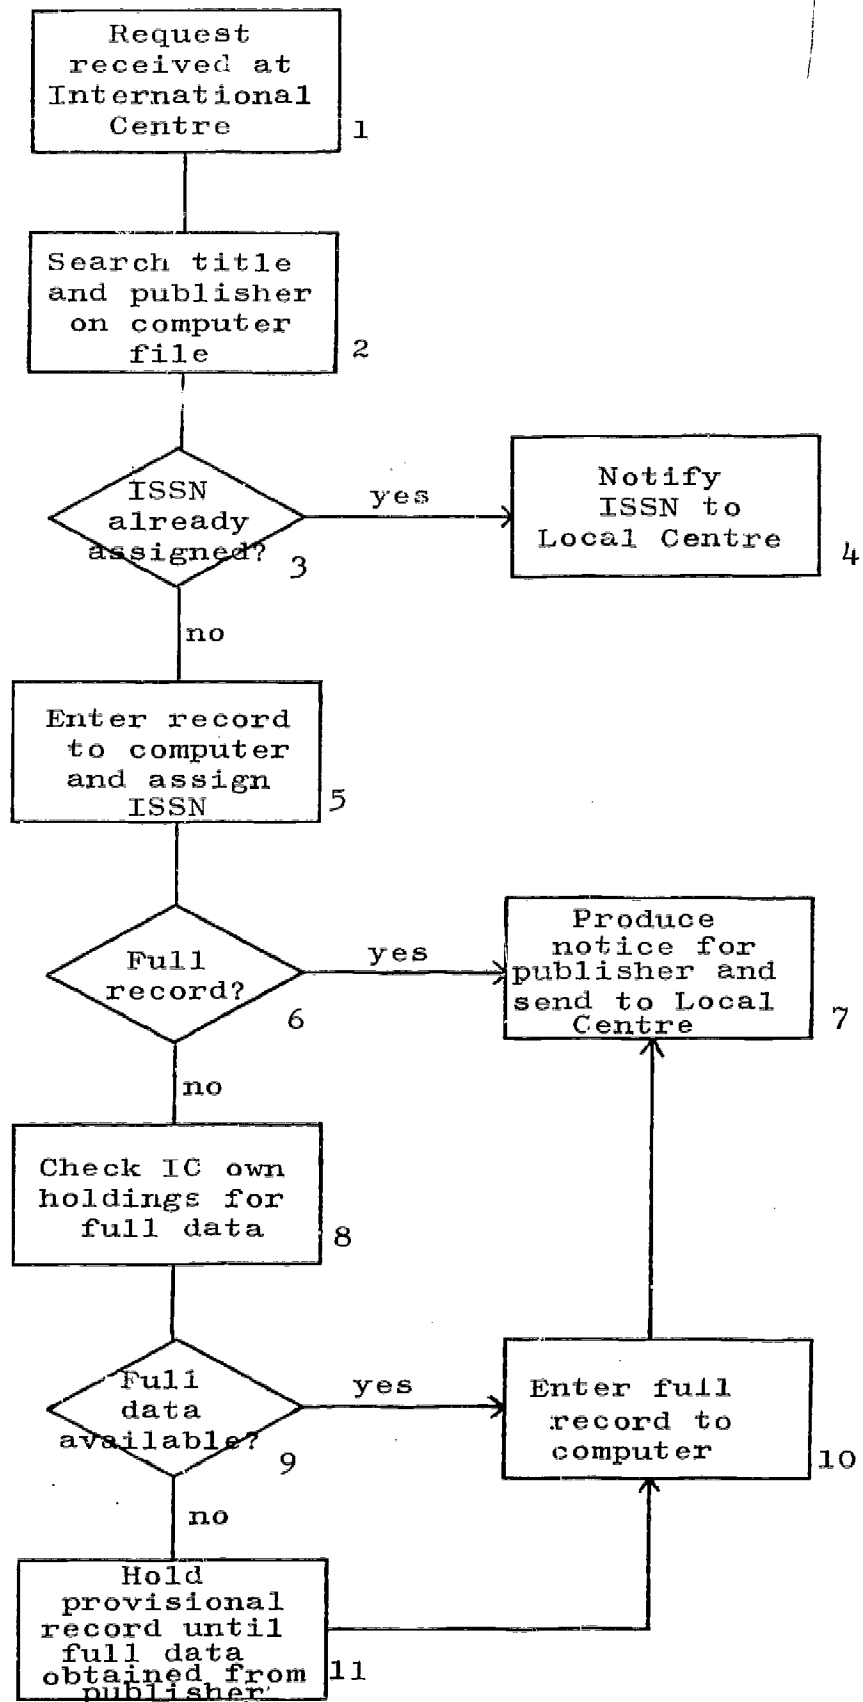 Request
received at
International
Centre
1
Search title
and publisher
on computer
file
2
ISSN
already
assigned?
3
yes
Notify
ISSN to
Local Centre
4
no
Enter record
to computer
and assign
ISSN
5
Full
record?
6
yes
Produce
notice for
publisher and
send to Local
Centre
7
no
Check IC own
holdings for
full data
8
Full
data
available?
9
yes
Enter full
record to
computer
10
no
Hold
provisional
record until
full data
obtained from
publisher
11